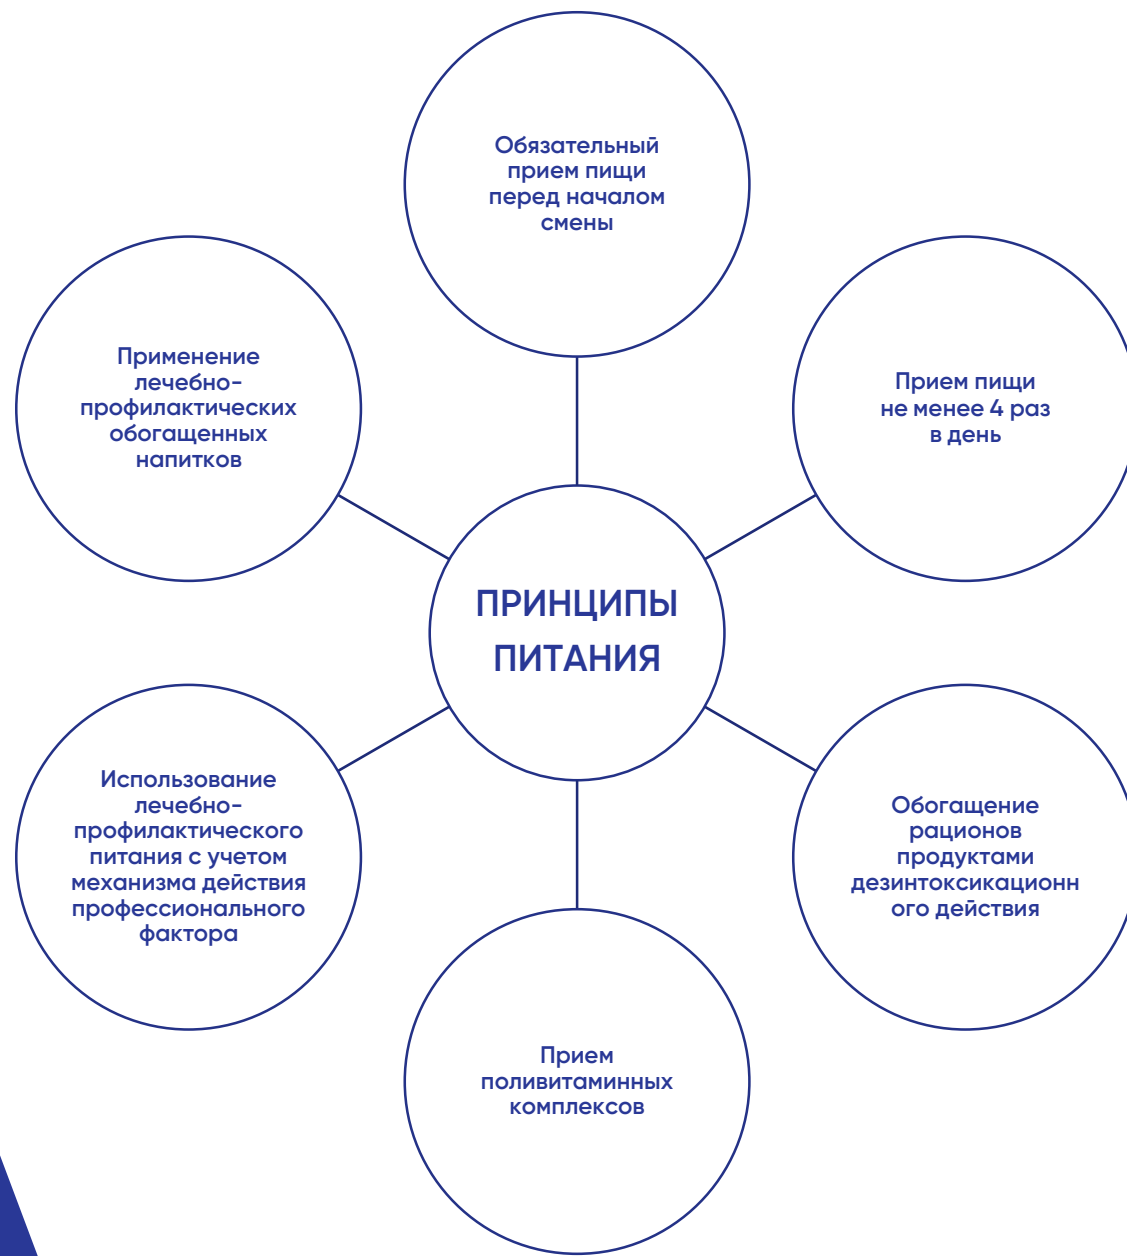 Обязательный
прием пищи
перед началом
смены
Применение
лечебно-
профилактических
обогащенных
напитков
Прием пищи
не менее 4 раз
в день
ПРИНЦИПЫ
ПИТАНИЯ
Использование
лечебно-
профилактического
питания с учетом
механизма действия
профессионального
фактора
Обогащение
рационов
продуктами
дезинтоксикационн
ого действия
Прием
поливитаминных
комплексов